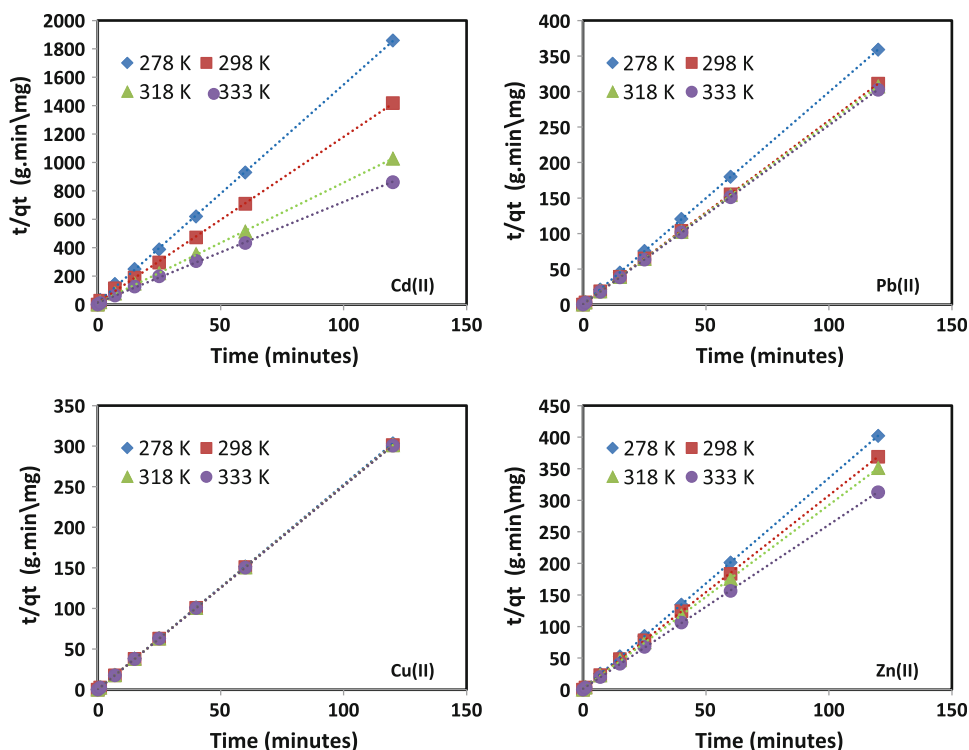 2000
1800
1600
1400
1200
1000
800
600
400
200
0
t/qt (g.min\mg)
278 K 298 K
318 K 333 K
Cd(II)
0 50 100 150
Time (minutes)
400
350
300
250
200
150
100
50
0
t/qt (g.min\mg)
278 K 298 K
318 K 333 K
Pb(II)
0 50 100 150
Time (minutes)
350
300
250
200
150
100
50
0
t/qt (g.min\mg)
278 K 298 K
318 K 333 K
Cu(II)
0 50 100 150
Time (minutes)
450
400
350
300
250
200
150
100
50
0
t/qt (g.min\mg)
278 K 298 K
318 K 333 K
Zn(II)
0 50 100 150
Time (minutes)